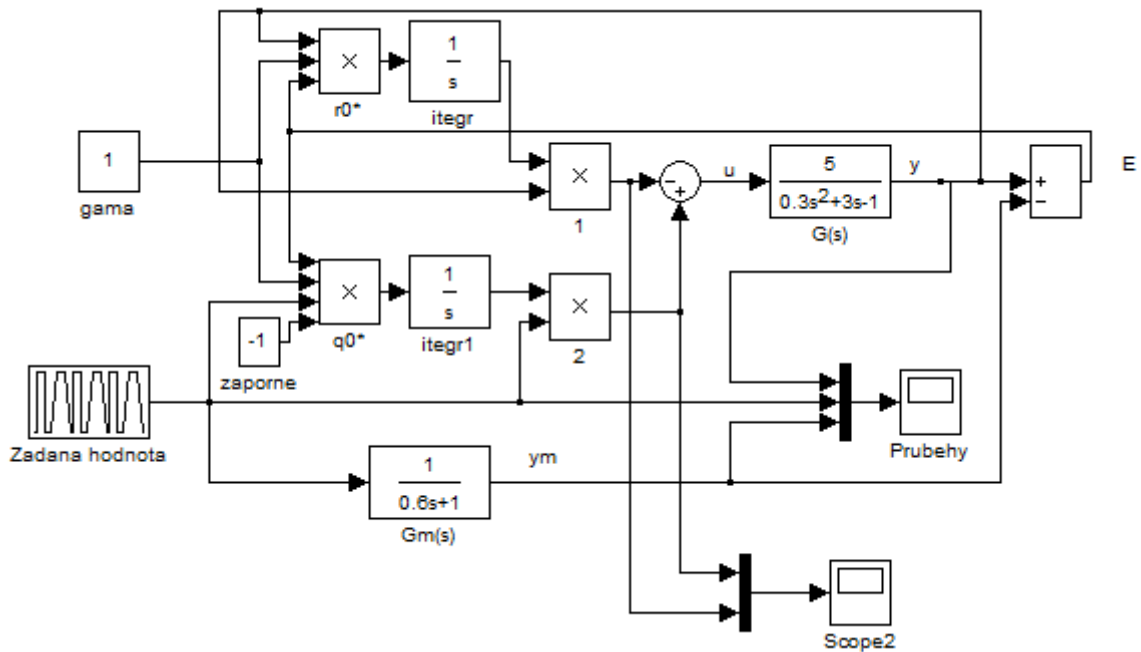 ×
r0*
1
s
itegr
1
gama
×
1
-
+
u
5
0.3s²+3s-1
G(s)
y
+
-
E
×
q0*
1
s
itegr1
×
2
-1
zaporne
Zadana hodnota
1
0.6s+1
Gm(s)
ym
Prubehy
Scope2